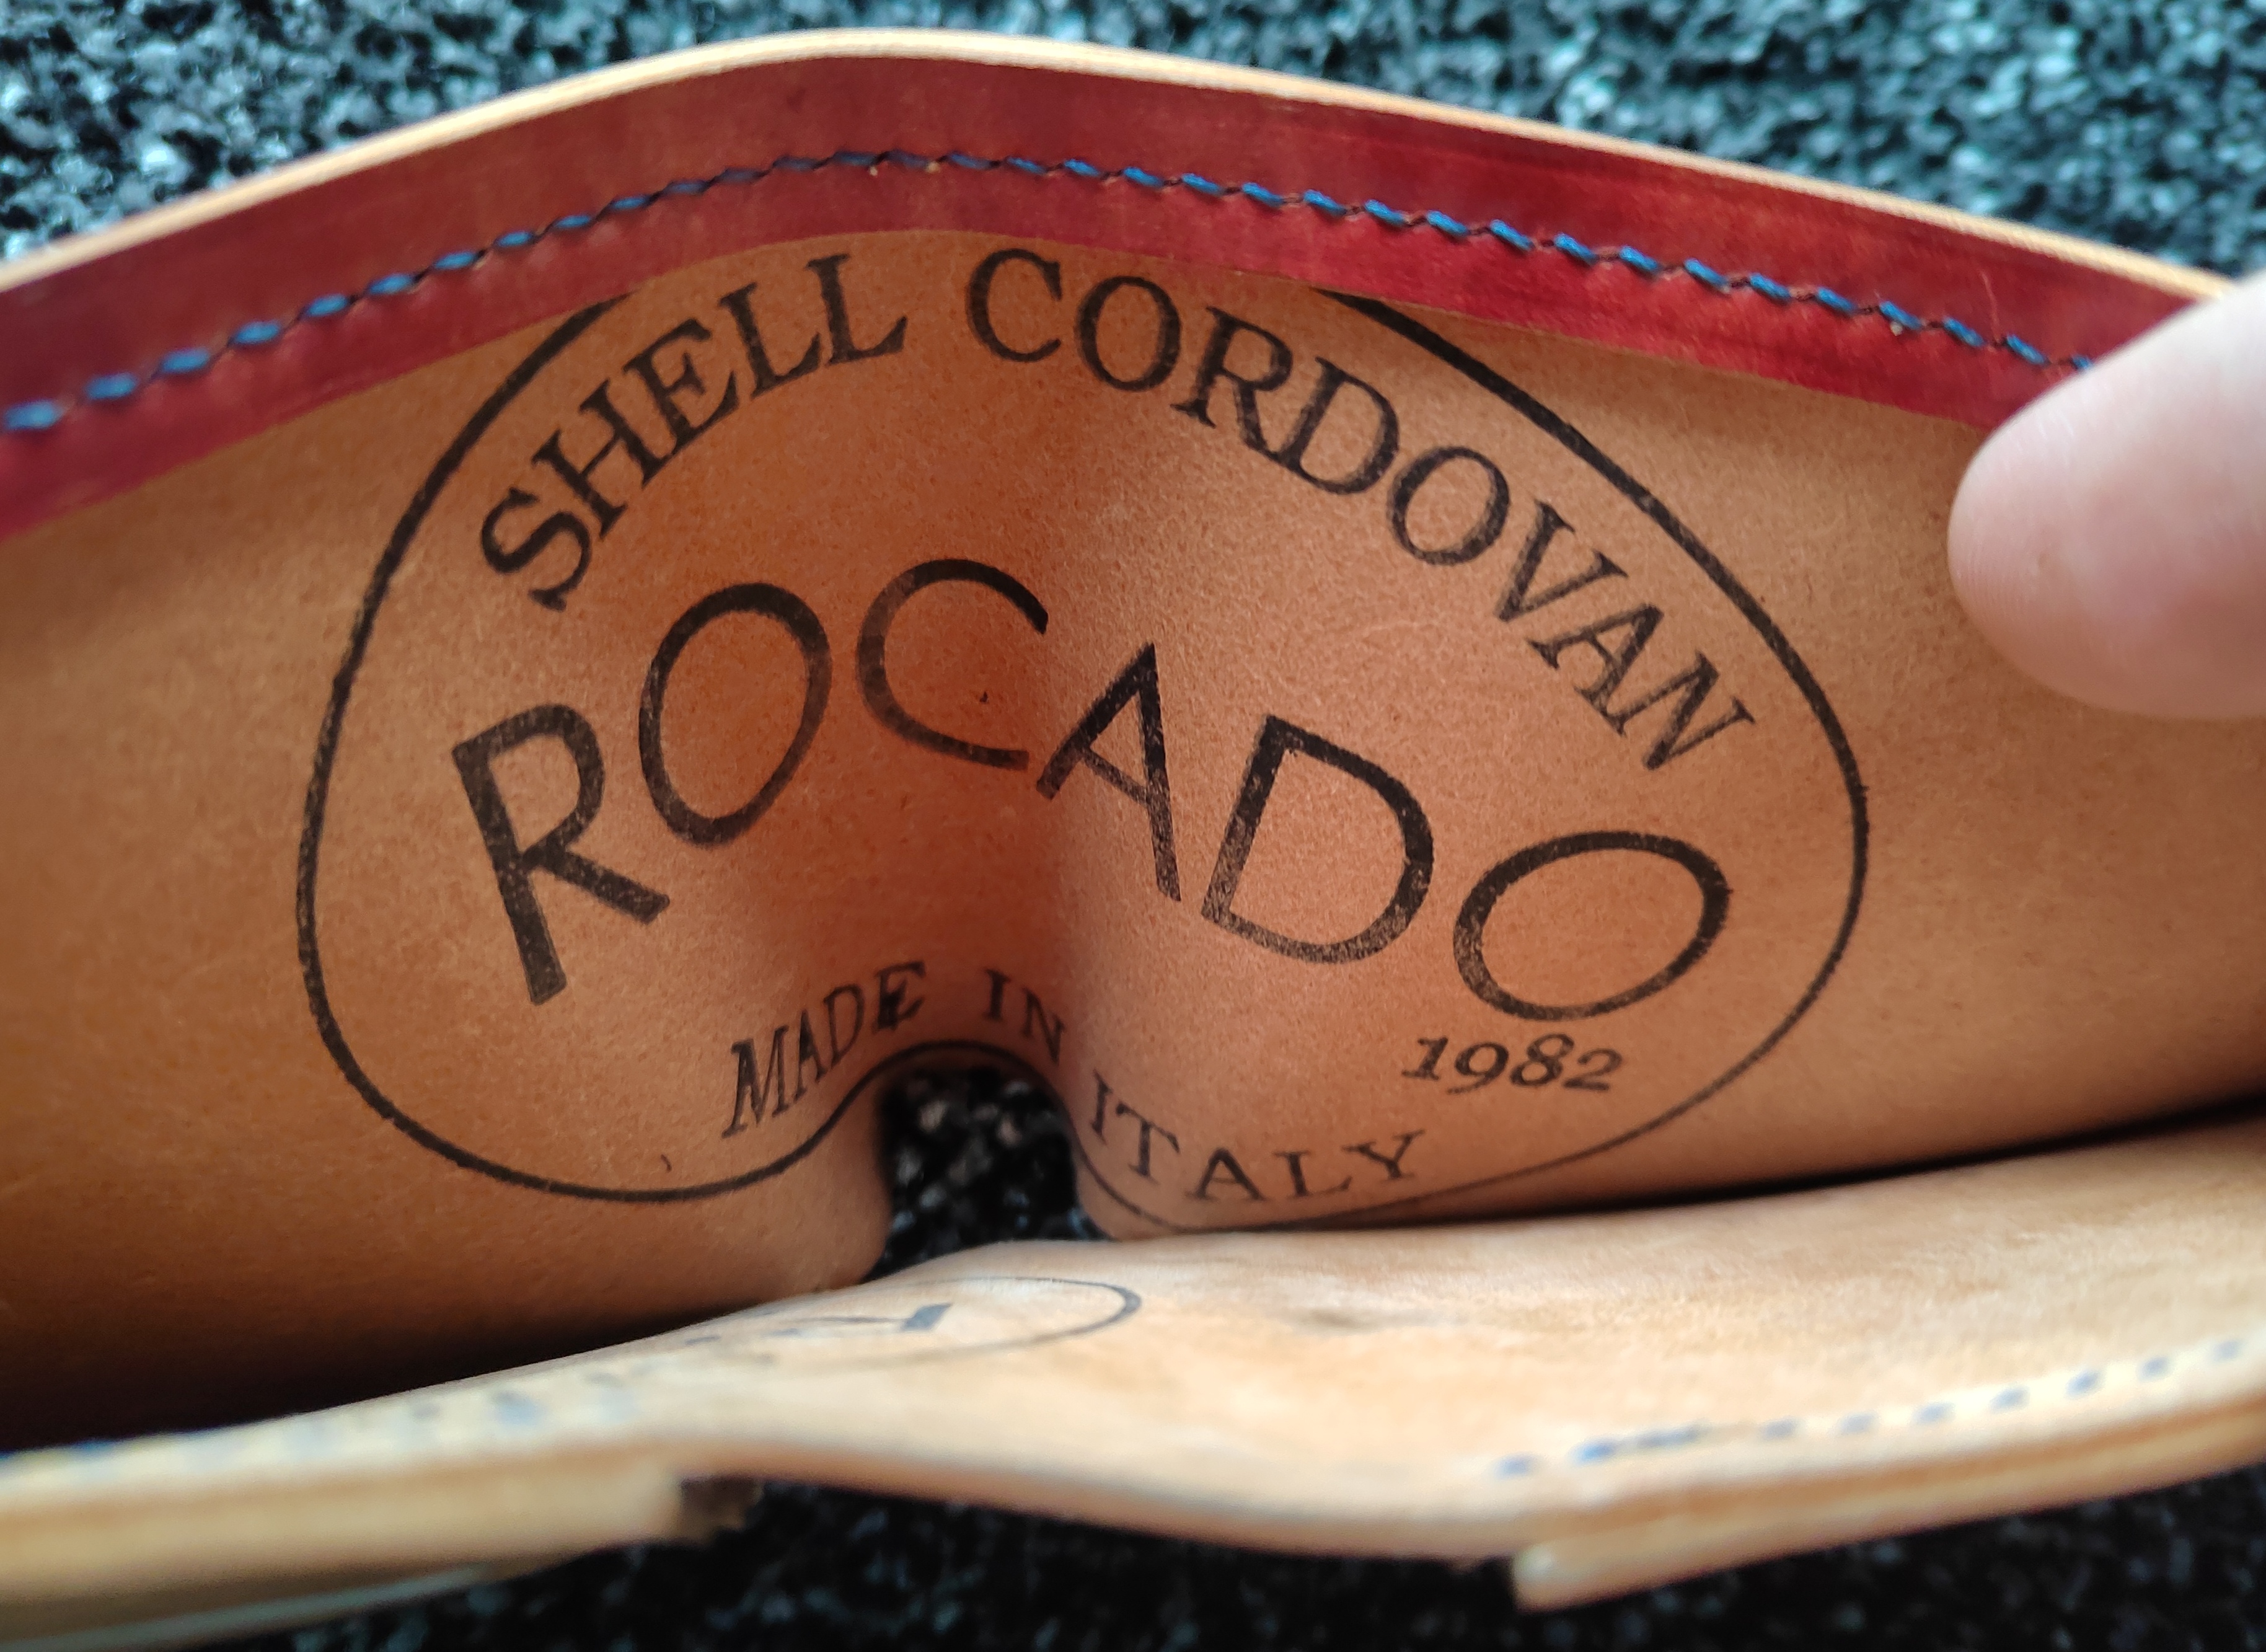 SHELL CORDOVAN
ROCADO
1982
MADE IN ITALY